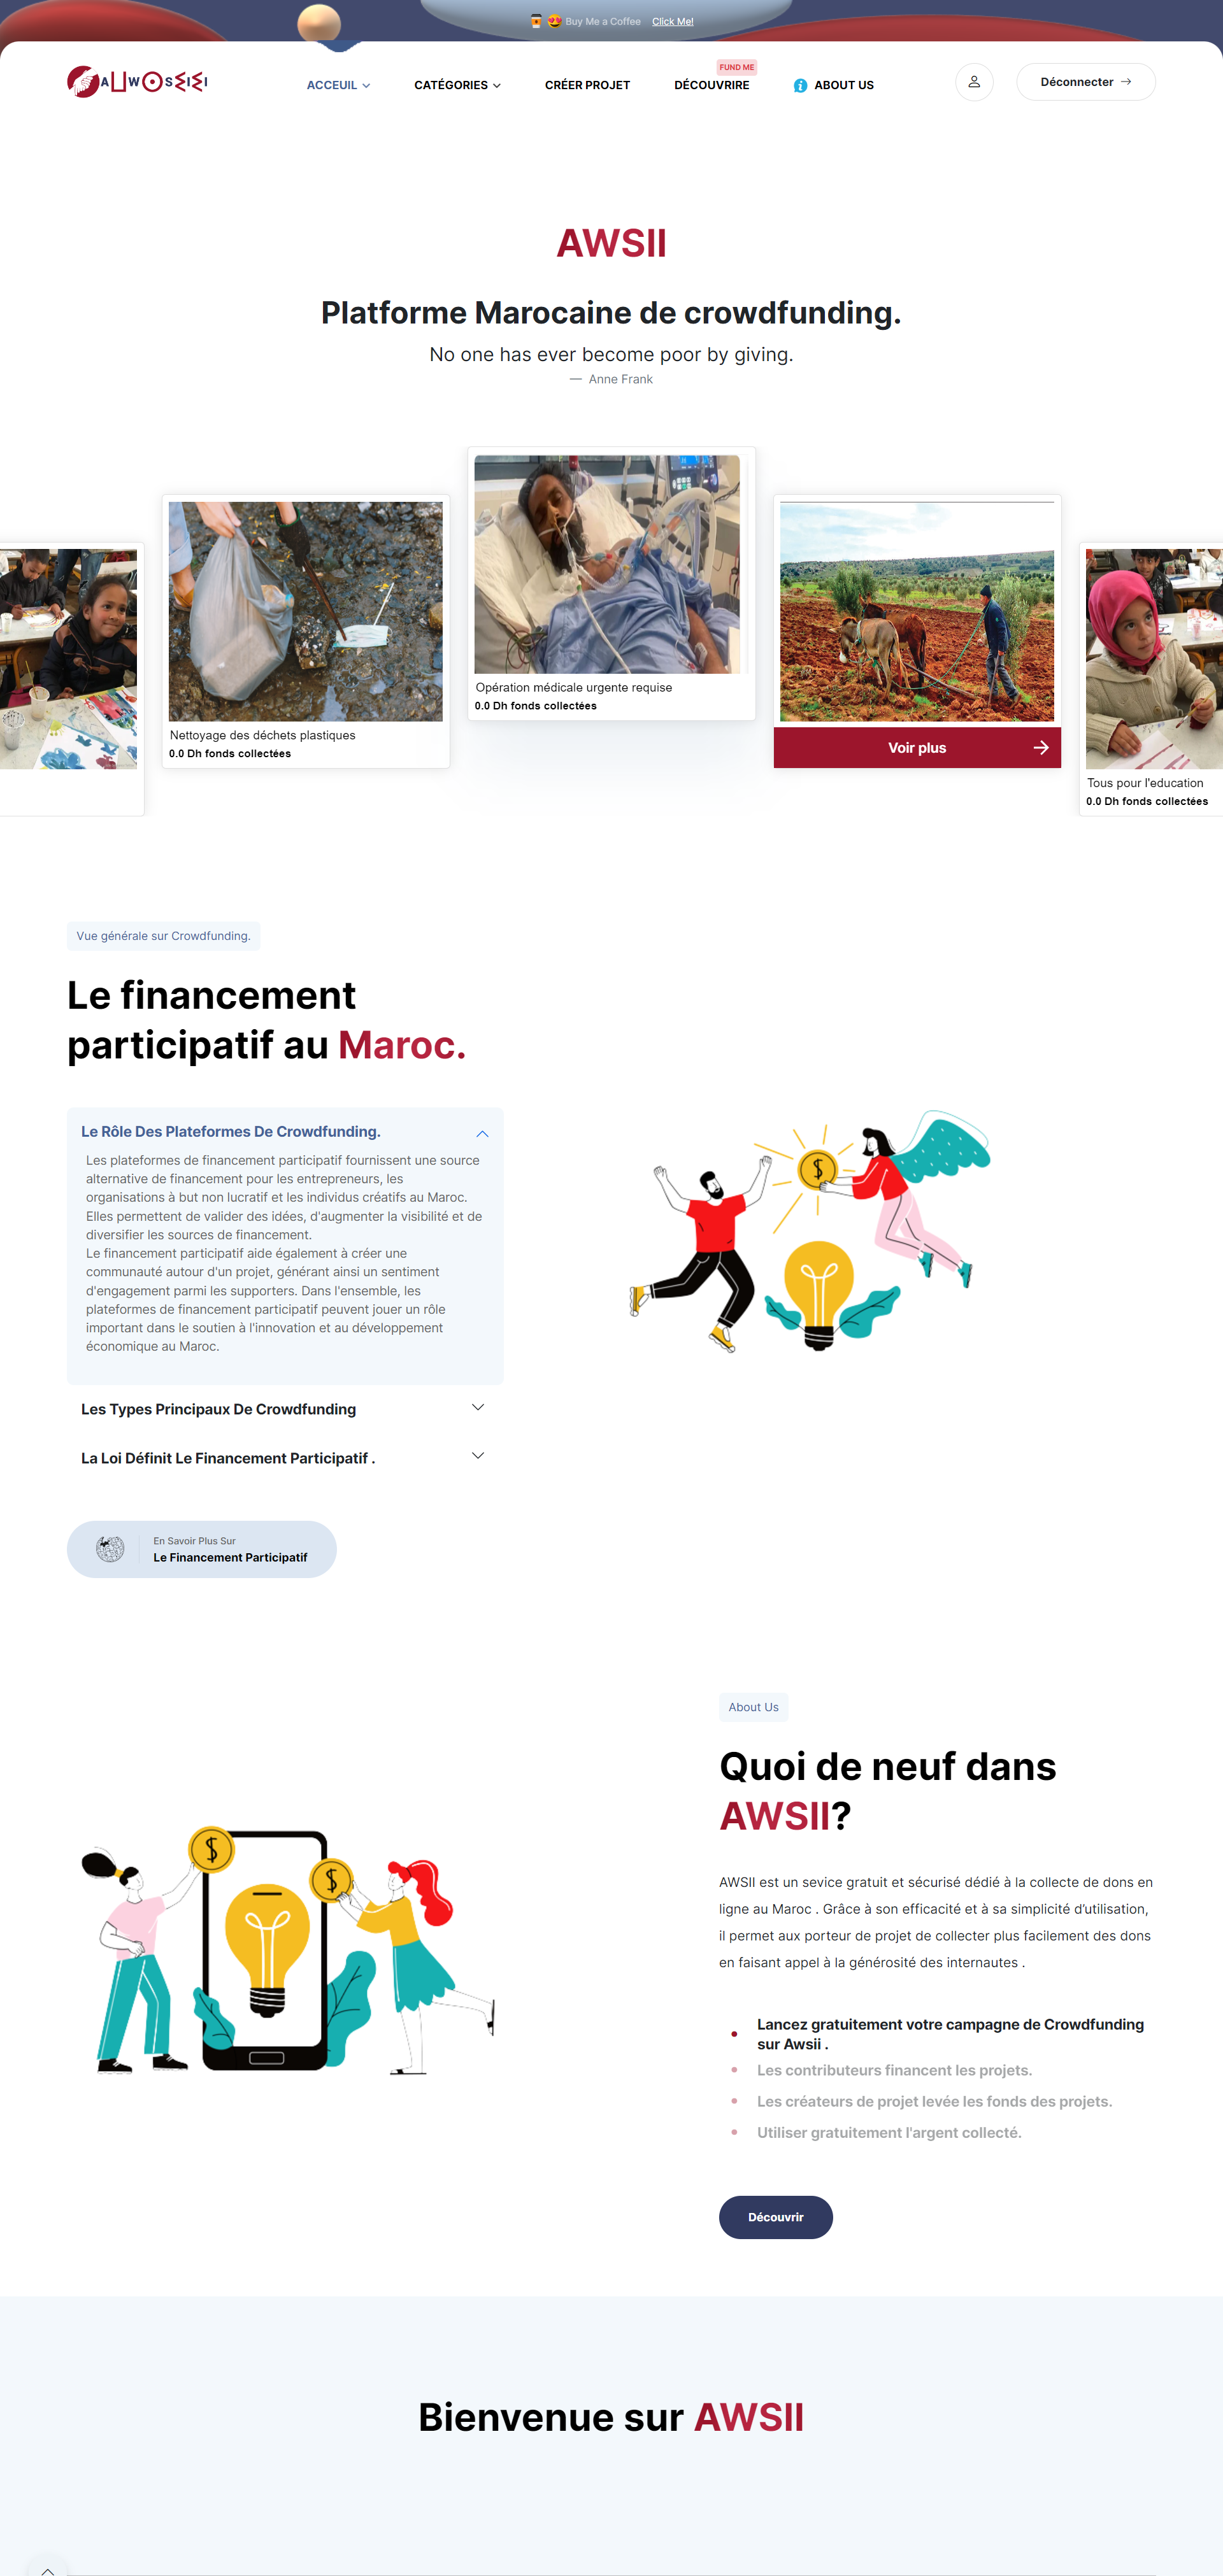 Buy Me a Coffee Click Me!
FUND ME
ACCEUIL CATÉGORIES CRÉER PROJET DÉCOUVRIRE ABOUT US Déconnecter
AWSII
Platforme Marocaine de crowdfunding.
No one has ever become poor by giving.
— Anne Frank
Opération médicale urgente requise
0.0 Dh fonds collectées
Nettoyage des déchets plastiques
0.0 Dh fonds collectées
Voir plus
Tous pour l'education
0.0 Dh fonds collectées
Vue générale sur Crowdfunding.
Le financement
participatif au Maroc.
Le Rôle Des Plateformes De Crowdfunding.
Les plateformes de financement participatif fournissent une source
alternative de financement pour les entrepreneurs, les
organisations à but non lucratif et les individus créatifs au Maroc.
Elles permettent de valider des idées, d'augmenter la visibilité et de
diversifier les sources de financement.
Le financement participatif aide également à créer une
communauté autour d'un projet, générant ainsi un sentiment
d'engagement parmi les supporters. Dans l'ensemble, les
plateformes de financement participatif peuvent jouer un rôle
important dans le soutien à l'innovation et au développement
économique au Maroc.
Les Types Principaux De Crowdfunding
La Loi Définit Le Financement Participatif .
En Savoir Plus Sur
Le Financement Participatif
About Us
Quoi de neuf dans
AWSII?
AWSII est un sevice gratuit et sécurisé dédié à la collecte de dons en
ligne au Maroc . Grâce à son efficacité et à sa simplicité d’utilisation,
il permet aux porteur de projet de collecter plus facilement des dons
en faisant appel à la générosité des internautes .
Lancez gratuitement votre campagne de Crowdfunding
sur Awsii .
Les contributeurs financent les projets.
Les créateurs de projet levée les fonds des projets.
Utiliser gratuitement l'argent collecté.
Découvrir
Bienvenue sur AWSII